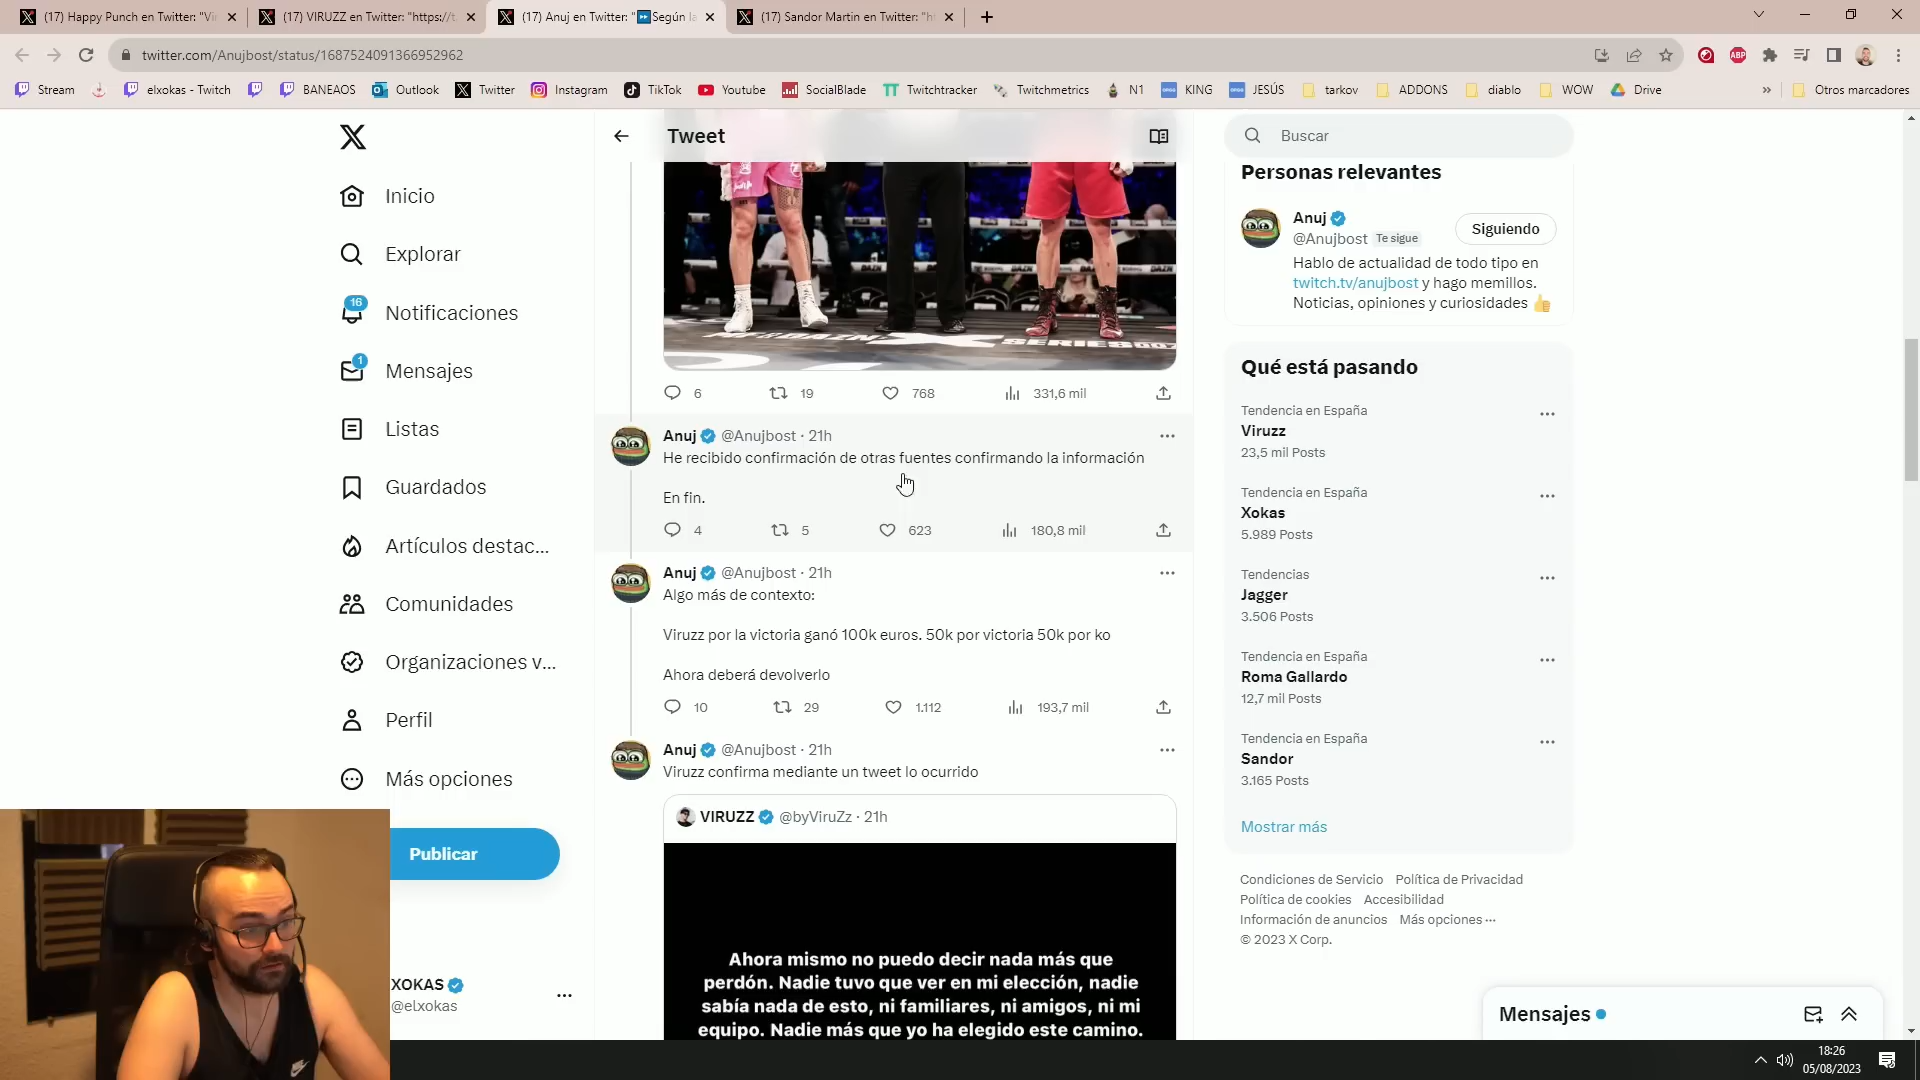 (17) Happy Punch en Twitter: "Vi
(17) VIRUZZ en Twitter: "https://t.
(17) Anuj en Twitter: "⏩Según la
(17) Sandor Martin en Twitter: "ht
twitter.com/Anujbost/status/1687524091366952962
Stream
elxokas - Twitch
BANEAOS
Outlook
Twitter
Instagram
TikTok
Youtube
SocialBlade
Twitchtracker
Twitchmetrics
N1
KING
JESÚS
tarkov
ADDONS
diablo
WOW
Drive
»
Otros marcadores
Inicio
Explorar
16
Notificaciones
1
Mensajes
Listas
Guardados
Artículos destac...
Comunidades
Organizaciones v...
Perfil
Más opciones
Publicar
XOKAS
@elxokas
Tweet
6
19
768
331,6 mil
Anuj @Anujbost · 21h
He recibido confirmación de otras fuentes confirmando la información
En fin.
4
5
623
180,8 mil
Anuj @Anujbost · 21h
Algo más de contexto:
Viruzz por la victoria ganó 100k euros. 50k por victoria 50k por ko
Ahora deberá devolverlo
10
29
1.112
193,7 mil
Anuj @Anujbost · 21h
Viruzz confirma mediante un tweet lo ocurrido
VIRUZZ @byViruZz · 21h
Ahora mismo no puedo decir nada más que
perdón. Nadie tuvo que ver en mi elección, nadie
sabía nada de esto, ni familiares, ni amigos, ni mi
equipo. Nadie más que yo ha elegido este camino.
Buscar
Personas relevantes
Anuj
@Anujbost Te sigue
Siguiendo
Hablo de actualidad de todo tipo en
twitch.tv/anujbost y hago memillos.
Noticias, opiniones y curiosidades 👍
Qué está pasando
Tendencia en España
Viruzz
23,5 mil Posts
Tendencia en España
Xokas
5.989 Posts
Tendencias
Jagger
3.506 Posts
Tendencia en España
Roma Gallardo
12,7 mil Posts
Tendencia en España
Sandor
3.165 Posts
Mostrar más
Condiciones de Servicio Política de Privacidad
Política de cookies Accesibilidad
Información de anuncios Más opciones ···
© 2023 X Corp.
Mensajes
18:26
05/08/2023